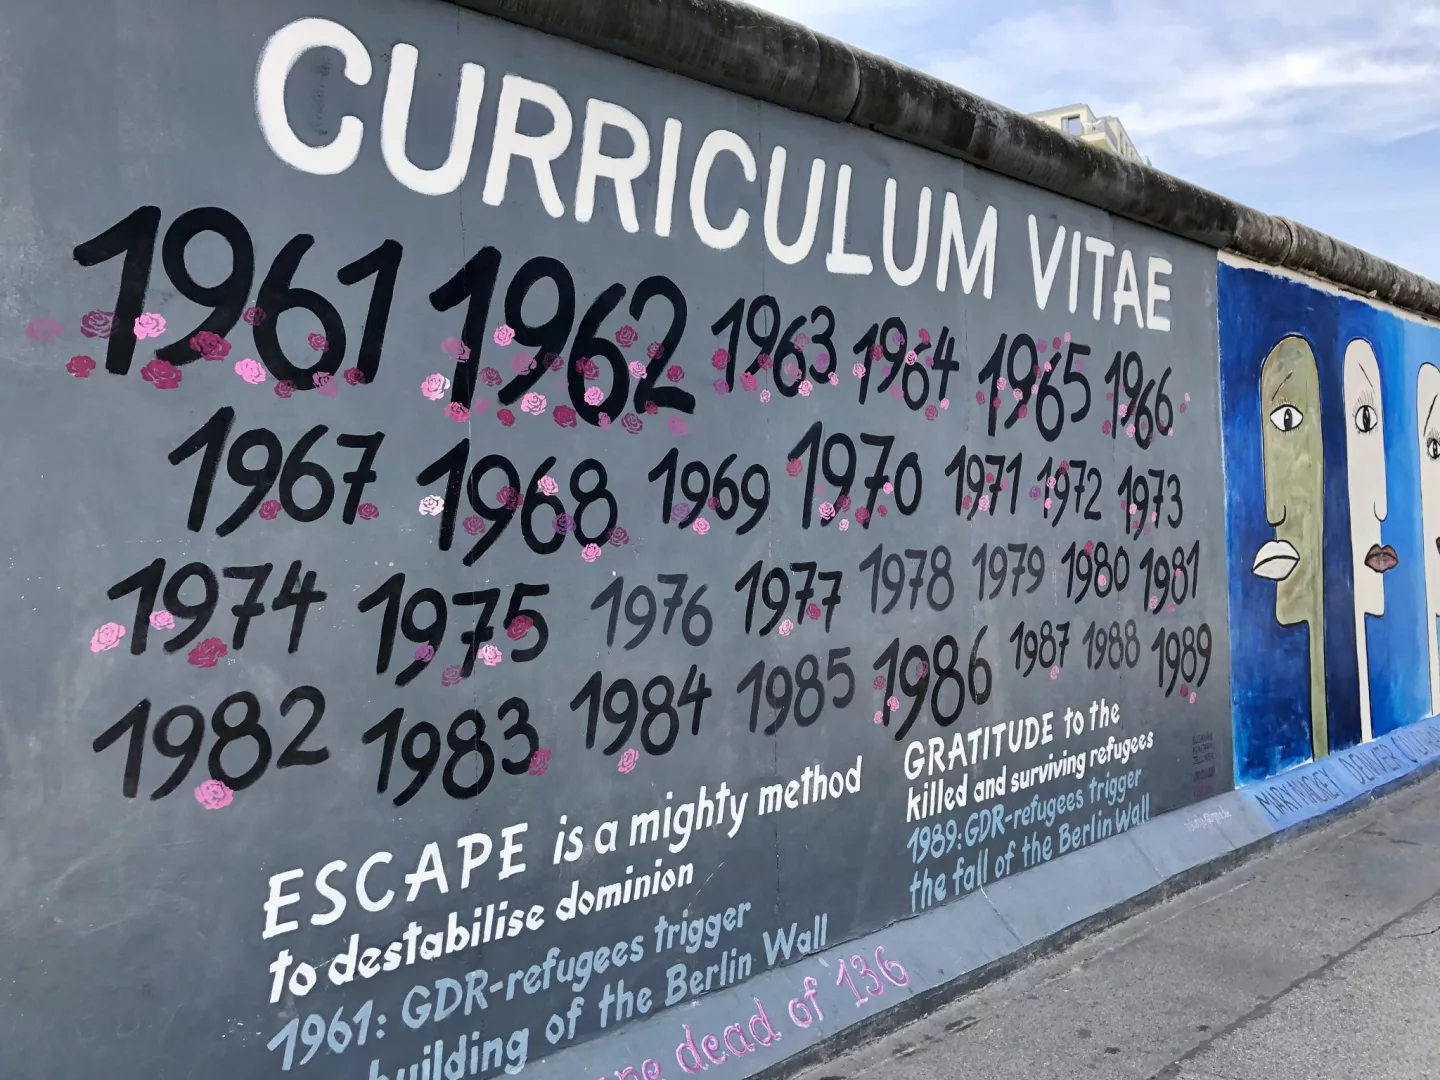 CURRICULUM VITAE
1961 1962 1963 1964 1965 1966
1967 1968 1969 1970 1971 1972 1973
1974 1975 1976 1977 1978 1979 1980 1981
1982 1983 1984 1985 1986 1987 1988 1989
ESCAPE is a mighty method
to destabilise dominion
1961: GDR-refugees trigger
building of the Berlin Wall
GRATITUDE to the
killed and surviving refugees
1989: GDR-refugees trigger
the fall of the Berlin Wall
dead of 136
MARY MACKEY DENVER